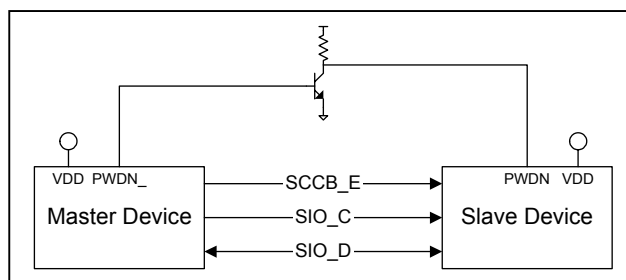 VDD PWDN_
Master Device
SCCB_E
SIO_C
SIO_D
PWDN VDD
Slave Device